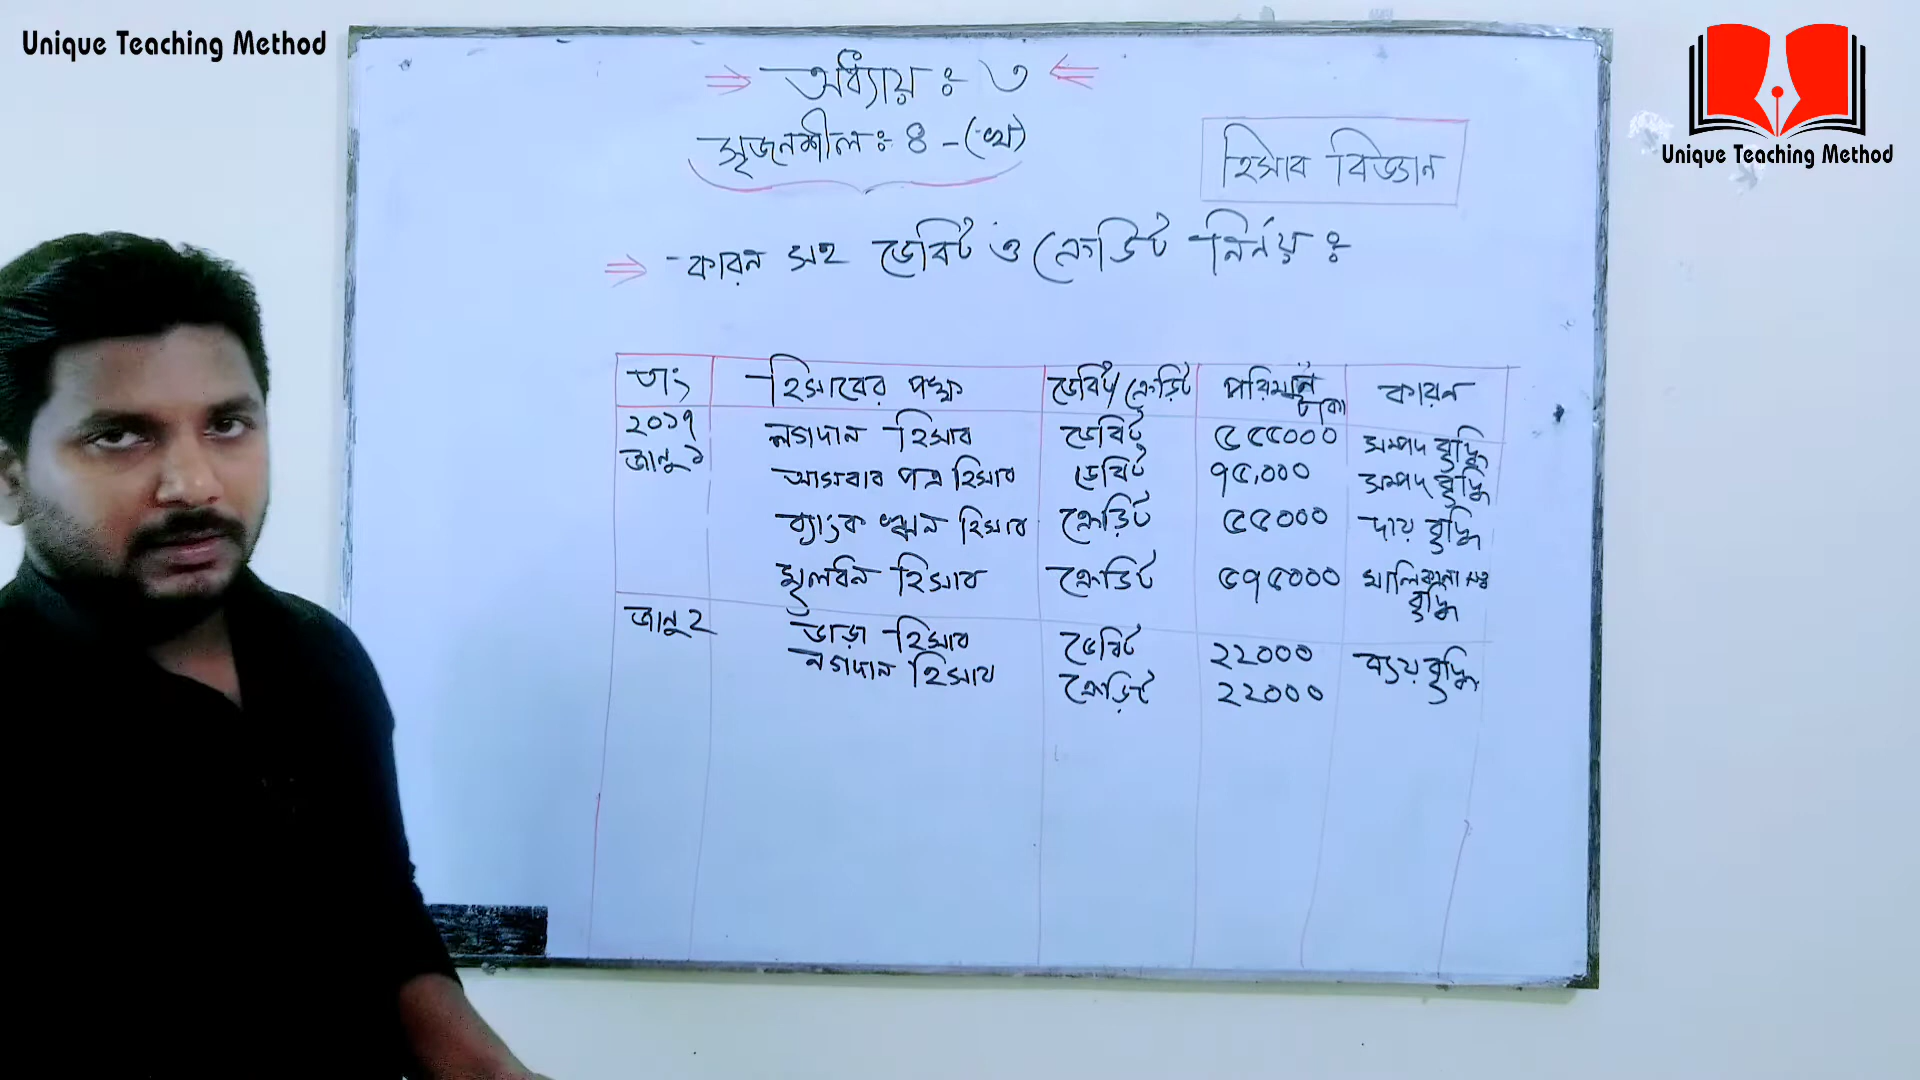 Unique Teaching Method
Unique Teaching Method
অধ্যায় ঃ ৩
সৃজনশীল ঃ ৪ - (খ)
হিসাব বিজ্ঞান
কারন সহ ডেবিট ও ক্রেডিট নির্নয় ঃ
তাং হিসাবের পক্ষ ডেবিট/ক্রেডিট পরিমান টাকা কারন
২০১৭ জানু ১ নগদান হিসাব ডেবিট ৫৫৫০০০ সম্পদ বৃদ্ধি
আসবাব পত্র হিসাব ডেবিট ৭৫,০০০ সম্পদ বৃদ্ধি
ব্যাংক ঋন হিসাব ক্রেডিট ৫৫০০০ দায় বৃদ্ধি
মূলধন হিসাব ক্রেডিট ৫৭৫০০০ মালিকানা স্বত্ব বৃদ্ধি
জানু ২ ভাড়া হিসাব ডেবিট ২২০০০ ব্যয় বৃদ্ধি
নগদান হিসাব ক্রেডিট ২২০০০